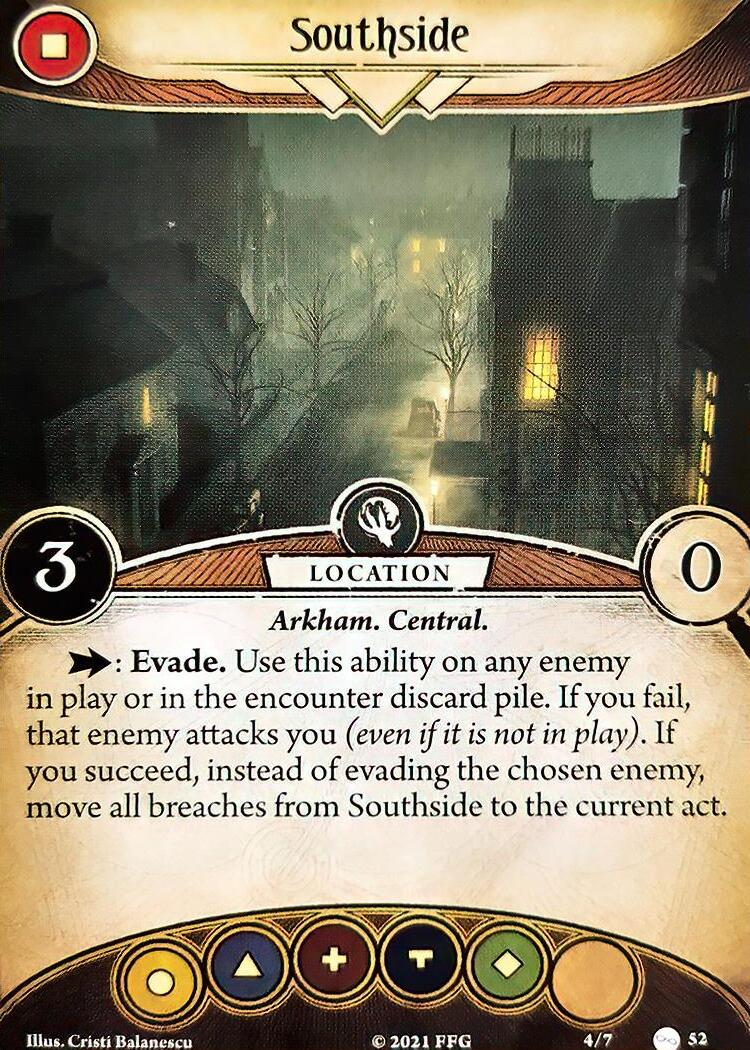 Southside
3
0
LOCATION
Arkham. Central.
: Evade. Use this ability on any enemy
in play or in the encounter discard pile. If you fail,
that enemy attacks you (even if it is not in play). If
you succeed, instead of evading the chosen enemy,
move all breaches from Southside to the current act.
Illus. Cristi Balanescu
© 2021 FFG
4/7
52